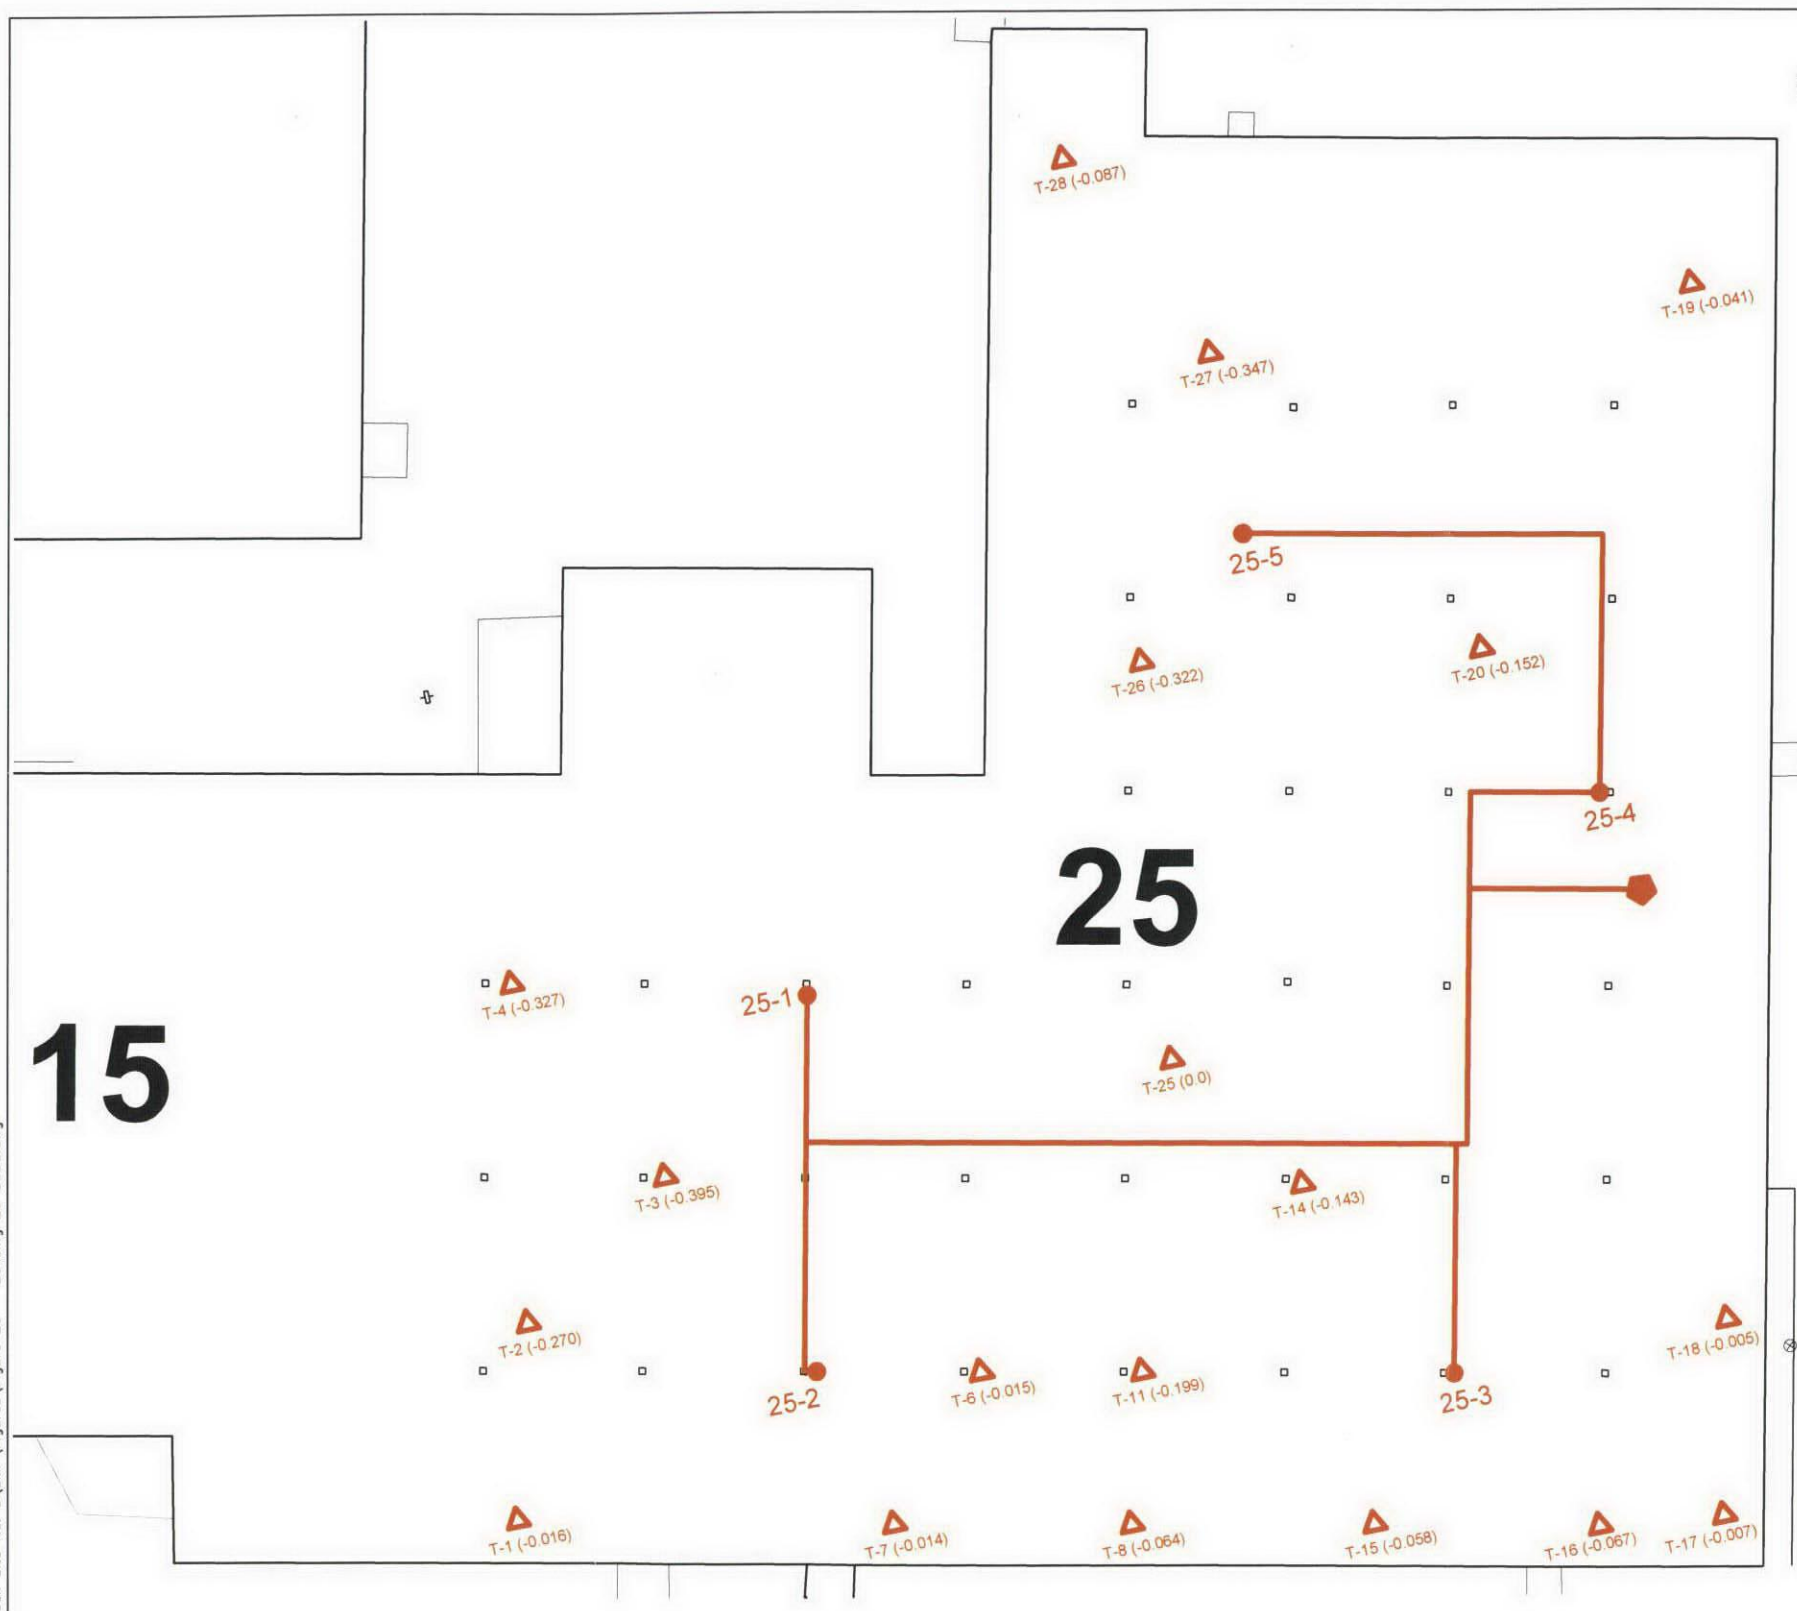 T-28 (-0.087)
T-19 (-0.041)
T-27 (-0.347)
25-5
T-26 (-0.322)
T-20 (-0.152)
25-4
25
T-4 (-0.327)
25-1
15
T-25 (0.0)
T-3 (-0.395)
T-14 (-0.143)
T-2 (-0.270)
T-18 (-0.005)
T-6 (-0.015)
T-11 (-0.199)
25-2
25-3
T-1 (-0.016)
T-7 (-0.014)
T-8 (-0.064)
T-15 (-0.058)
T-16 (-0.067)
T-17 (-0.007)